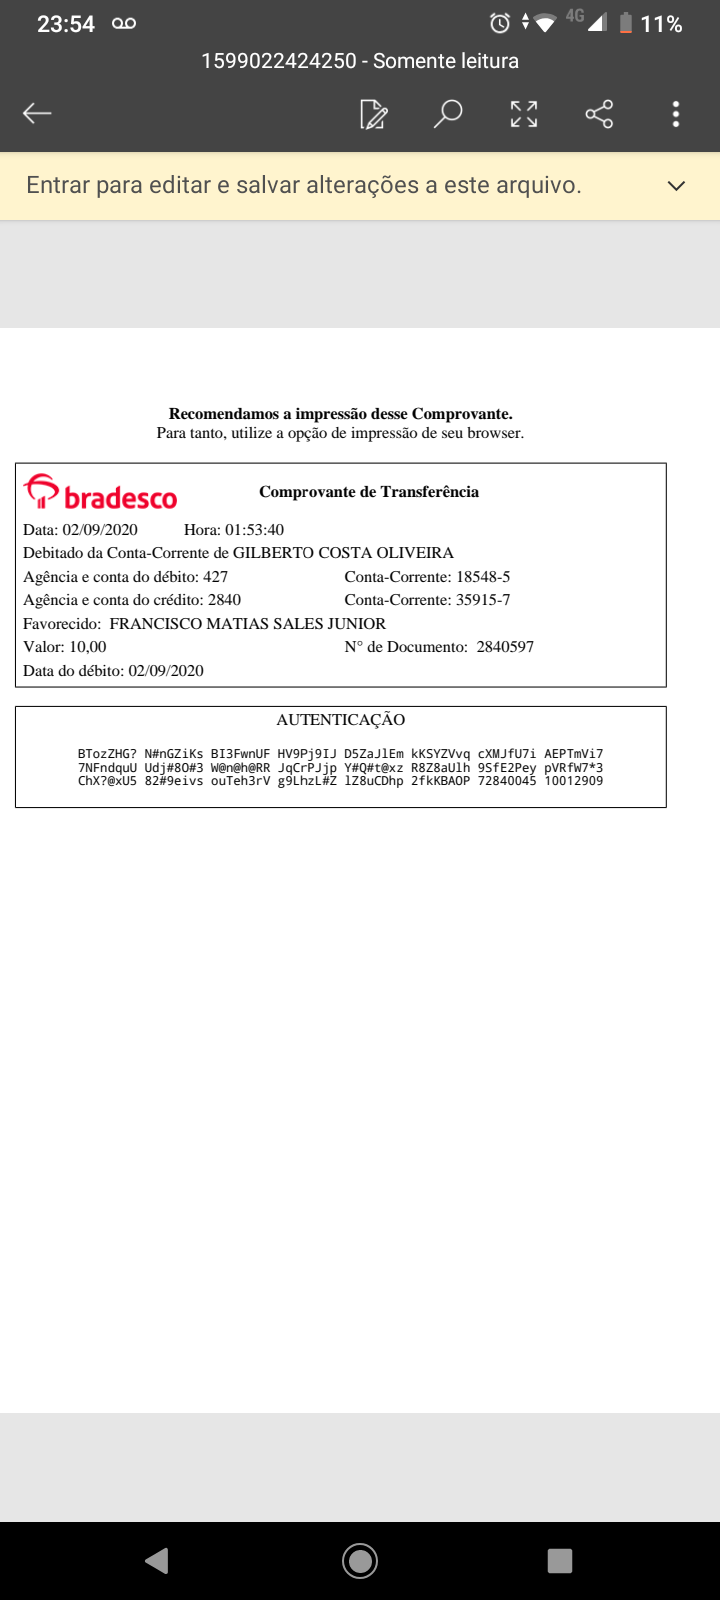 23:54 4G 11%
1599022424250 - Somente leitura
Entrar para editar e salvar alterações a este arquivo.
Recomendamos a impressão desse Comprovante.
Para tanto, utilize a opção de impressão de seu browser.
bradesco Comprovante de Transferência
Data: 02/09/2020 Hora: 01:53:40
Debitado da Conta-Corrente de GILBERTO COSTA OLIVEIRA
Agência e conta do débito: 427 Conta-Corrente: 18548-5
Agência e conta do crédito: 2840 Conta-Corrente: 35915-7
Favorecido: FRANCISCO MATIAS SALES JUNIOR
Valor: 10,00 N° de Documento: 2840597
Data do débito: 02/09/2020
AUTENTICAÇÃO
BTozZHG? N#nGZiKs BI3FwnUF HV9Pj9IJ D5ZaJlEm kKSYZVvq cXMJfU7i AEPTmVi7
7NFndquU Udj#8O#3 W@n@h@RR JqCrPJjp Y#Q#t@xz R8Z8aUlh 9SfE2Pey pVRfW7*3
ChX?@xU5 82#9eivs ouTeh3rV g9LhzL#Z lZ8uCDhp 2fkKBAOP 72840045 10012909